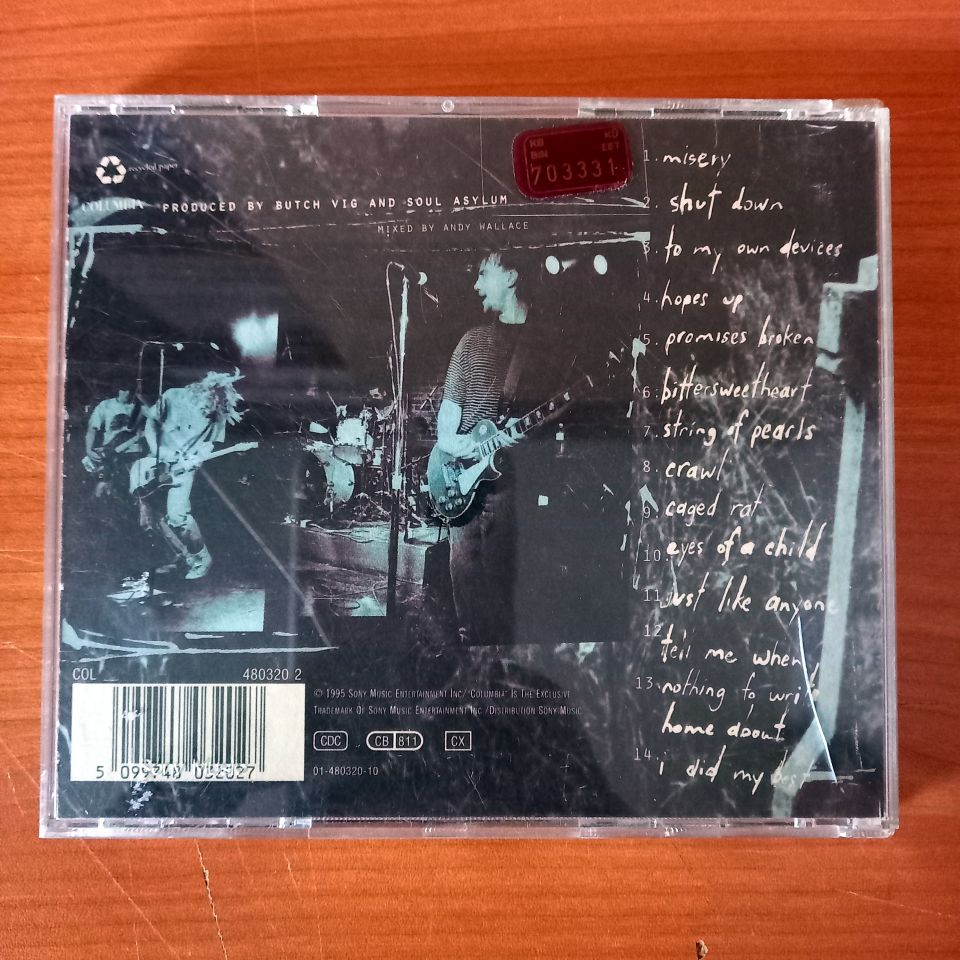 recycled paper
COLUMBIA PRODUCED BY BUTCH VIG AND SOUL ASYLUM
MIXED BY ANDY WALLACE
703331
1. misery
2. shut down
3. to my own devices
4. hopes up
5. promises broken
6. bittersweetheart
7. string of pearls
8. crawl
9. caged rat
10. eyes of a child
11. just like anyone
12. tell me when
13. nothing to write
home about
14. i did my best
COL 480320 2
© 1995 SONY MUSIC ENTERTAINMENT INC/"COLUMBIA" IS THE EXCLUSIVE
TRADEMARK OF SONY MUSIC ENTERTAINMENT INC /DISTRIBUTION SONY MUSIC
CDC CB 811 CX
01-480320-10